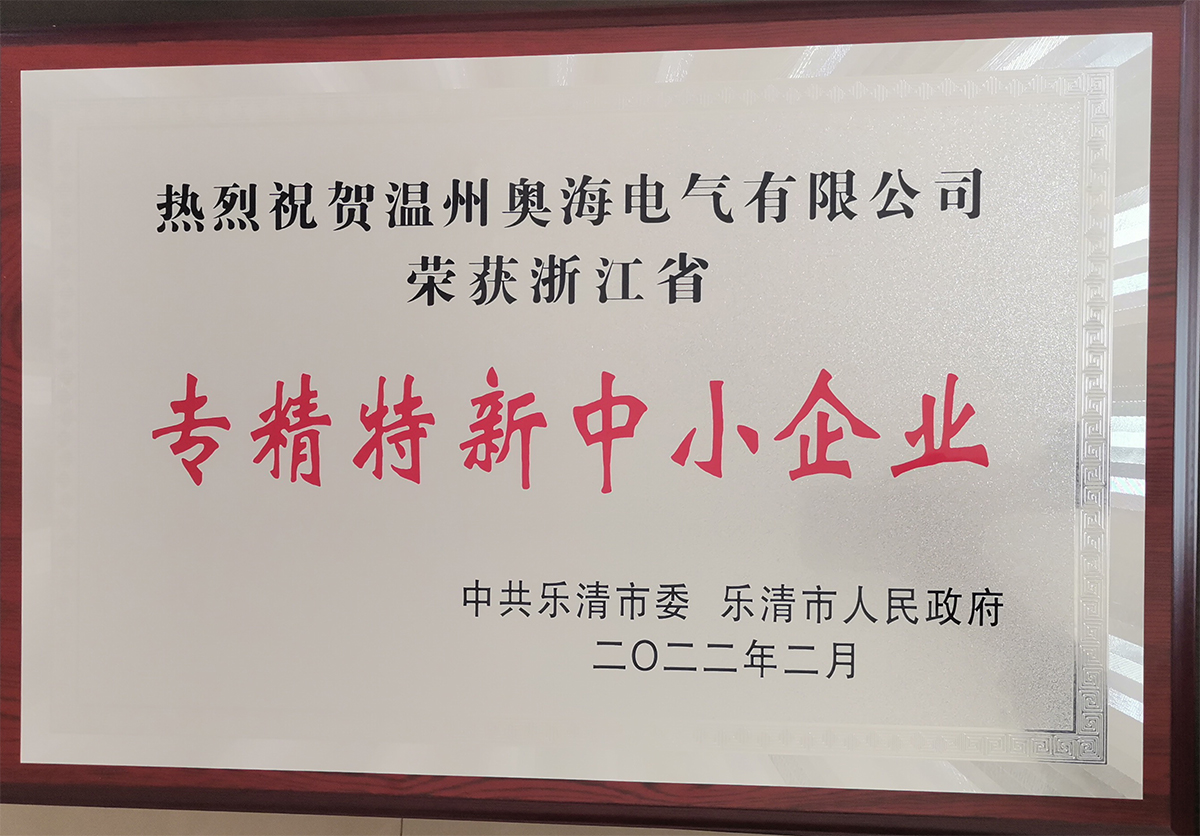 热烈祝贺温州奥海电气有限公司
荣获浙江省
专精特新中小企业
中共乐清市委 乐清市人民政府
二〇二二年二月